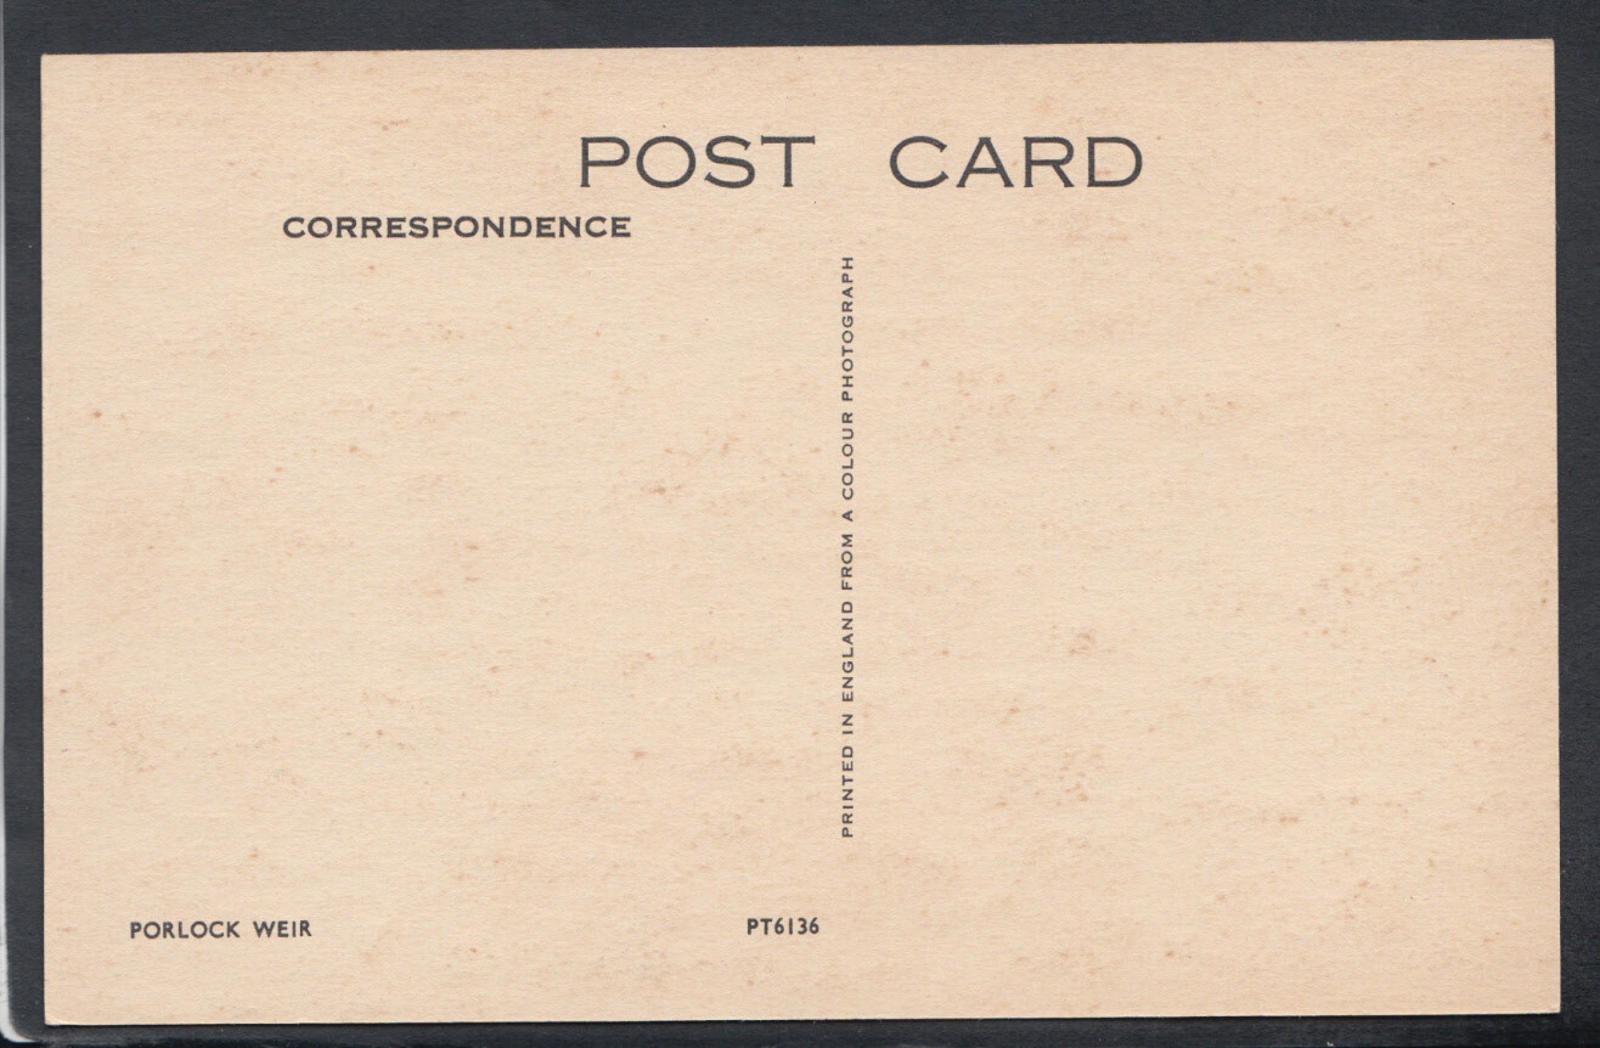 POST CARD
CORRESPONDENCE
PRINTED IN ENGLAND FROM A COLOUR PHOTOGRAPH
PORLOCK WEIR
PT6136